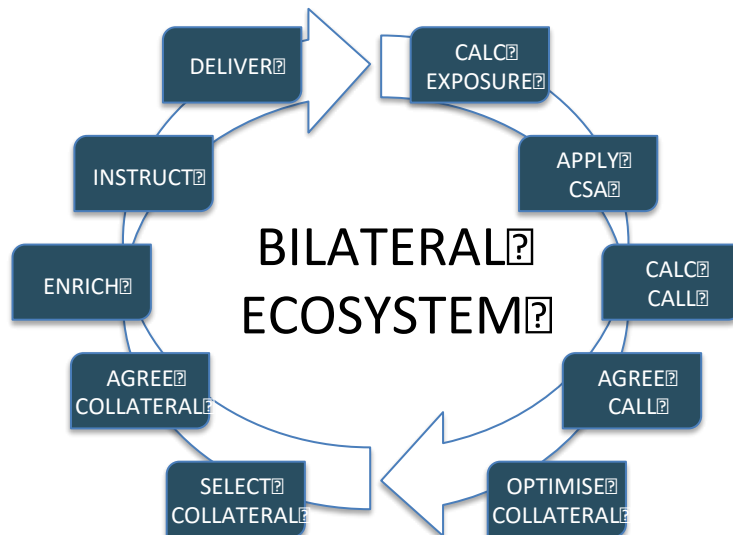 DELIVER⍰
CALC⍰
EXPOSURE⍰
APPLY⍰
CSA⍰
CALC⍰
CALL⍰
AGREE⍰
CALL⍰
OPTIMISE⍰
COLLATERAL⍰
SELECT⍰
COLLATERAL⍰
AGREE⍰
COLLATERAL⍰
ENRICH⍰
INSTRUCT⍰
BILATERAL⍰
ECOSYSTEM⍰